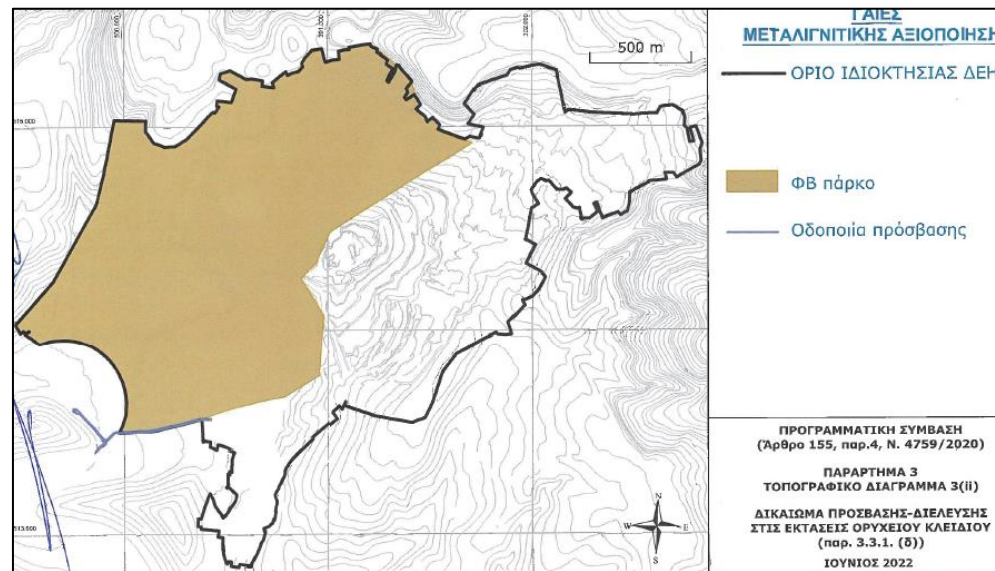 ΓΑΙΕΣ
ΜΕΤΑΛΙΓΝΙΤΙΚΗΣ ΑΞΙΟΠΟΙΗΣΗ
ΟΡΙΟ ΙΔΙΟΚΤΗΣΙΑΣ ΔΕΗ
ΦΒ πάρκο
Οδοποιία πρόσβασης
500 m
N
W E
S
ΠΡΟΓΡΑΜΜΑΤΙΚΗ ΣΥΜΒΑΣΗ
(Άρθρο 155, παρ.4, Ν. 4759/2020)
ΠΑΡΑΡΤΗΜΑ 3
ΤΟΠΟΓΡΑΦΙΚΟ ΔΙΑΓΡΑΜΜΑ 3(ii)
ΔΙΚΑΙΩΜΑ ΠΡΟΣΒΑΣΗΣ-ΔΙΕΛΕΥΣΗΣ
ΣΤΙΣ ΕΚΤΑΣΕΙΣ ΟΡΥΧΕΙΟΥ ΚΛΕΙΔΙΟΥ
(παρ. 3.3.1. (δ))
ΙΟΥΝΙΟΣ 2022